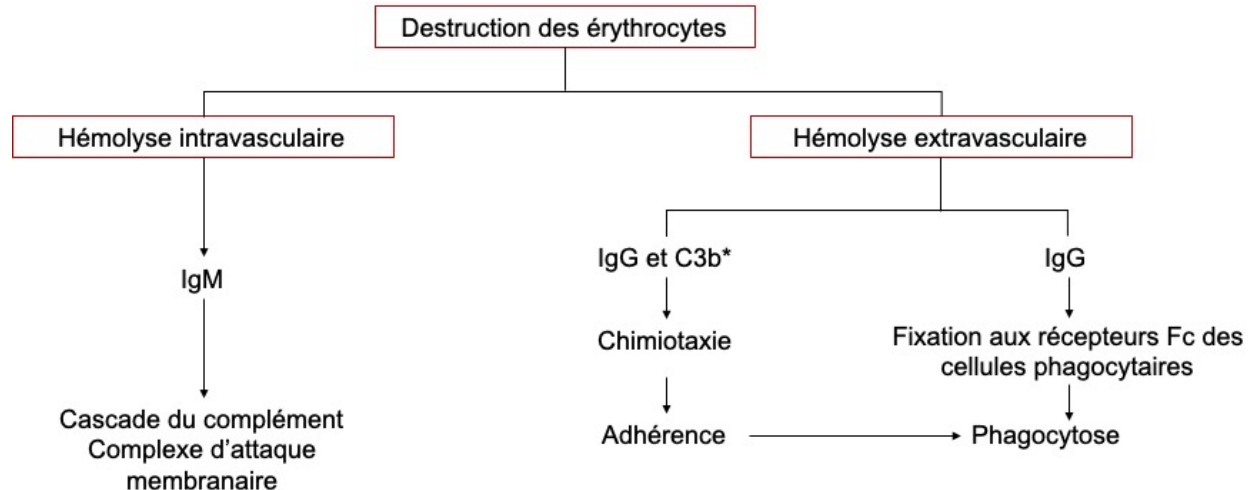 Destruction des érythrocytes
Hémolyse intravasculaire
Hémolyse extravasculaire
IgM
IgG et C3b*
IgG
Chimiotaxie
Fixation aux récepteurs Fc des
cellules phagocytaires
Cascade du complément
Complexe d’attaque
membranaire
Adhérence
Phagocytose